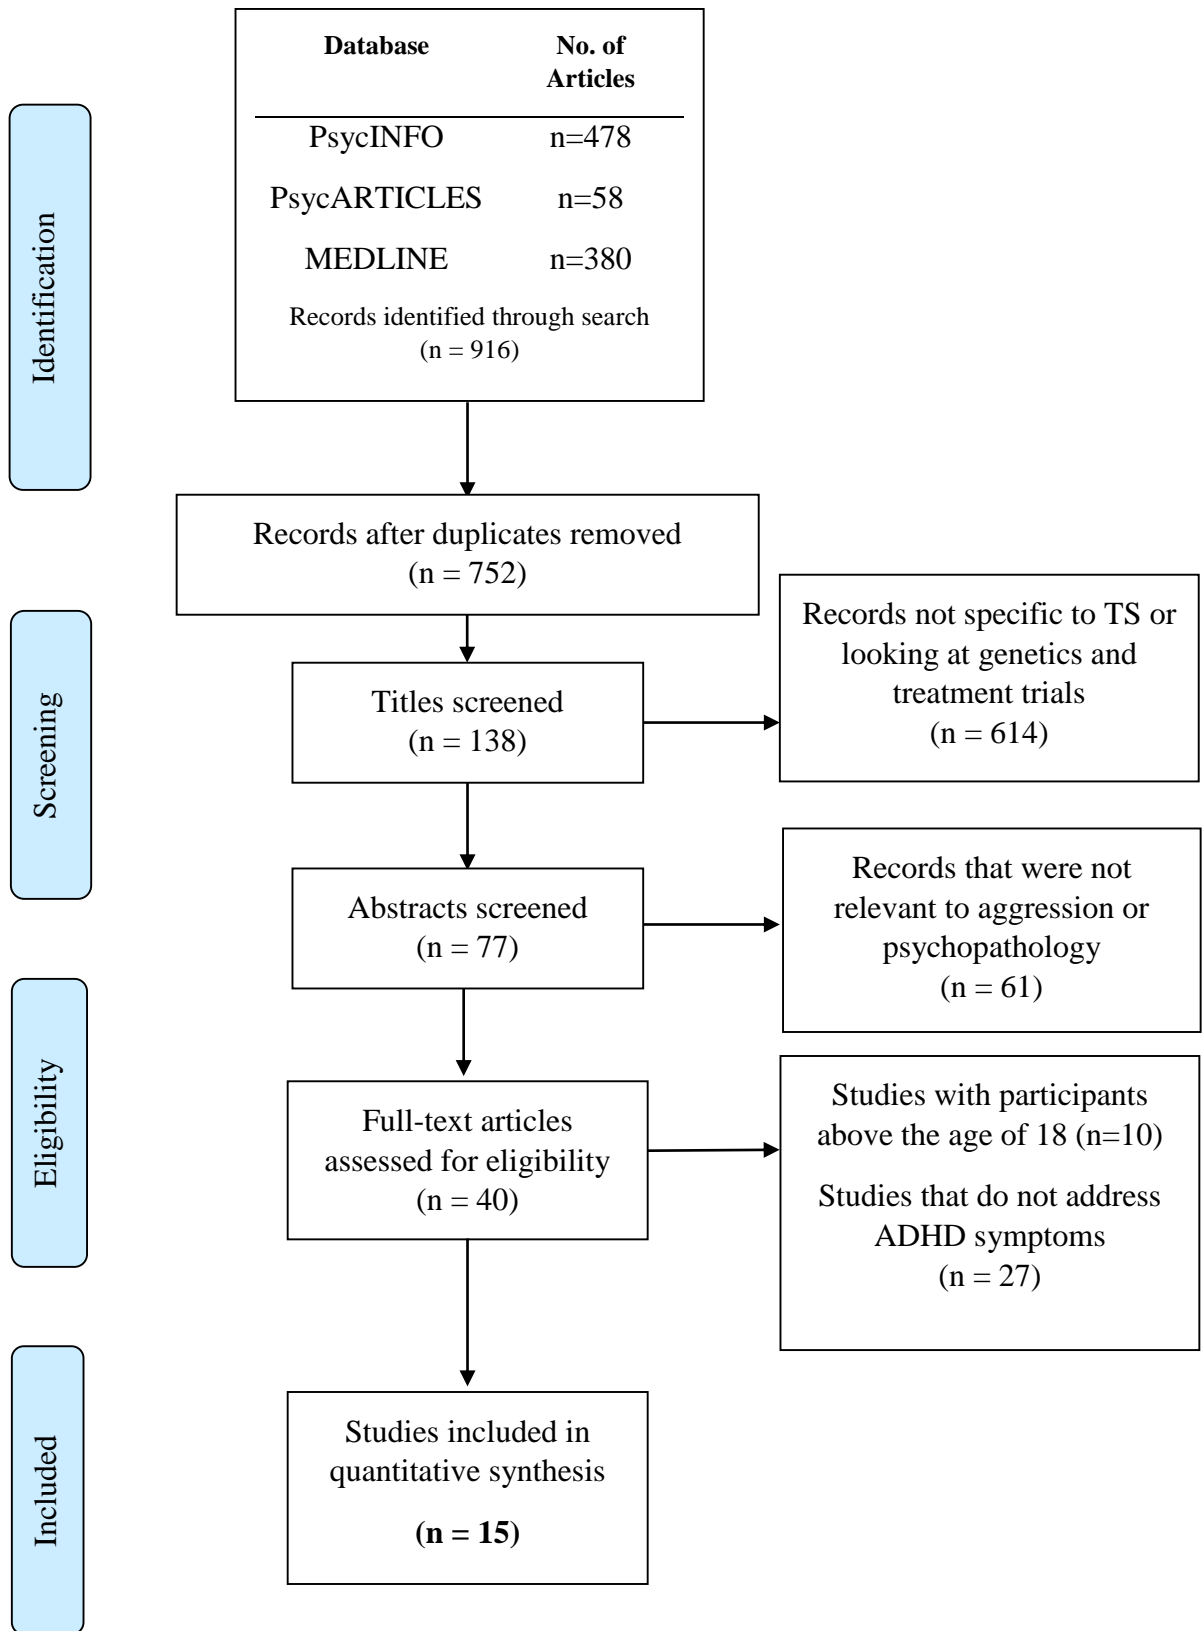 Database No. of
Articles
PsycINFO n=478
PsycARTICLES n=58
MEDLINE n=380
Records identified through search
(n = 916)
Identification
Records after duplicates removed
(n = 752)
Screening
Titles screened
(n = 138)
Records not specific to TS or
looking at genetics and
treatment trials
(n = 614)
Abstracts screened
(n = 77)
Records that were not
relevant to aggression or
psychopathology
(n = 61)
Eligibility
Full-text articles
assessed for eligibility
(n = 40)
Studies with participants
above the age of 18 (n=10)
Studies that do not address
ADHD symptoms
(n = 27)
Included
Studies included in
quantitative synthesis
(n = 15)